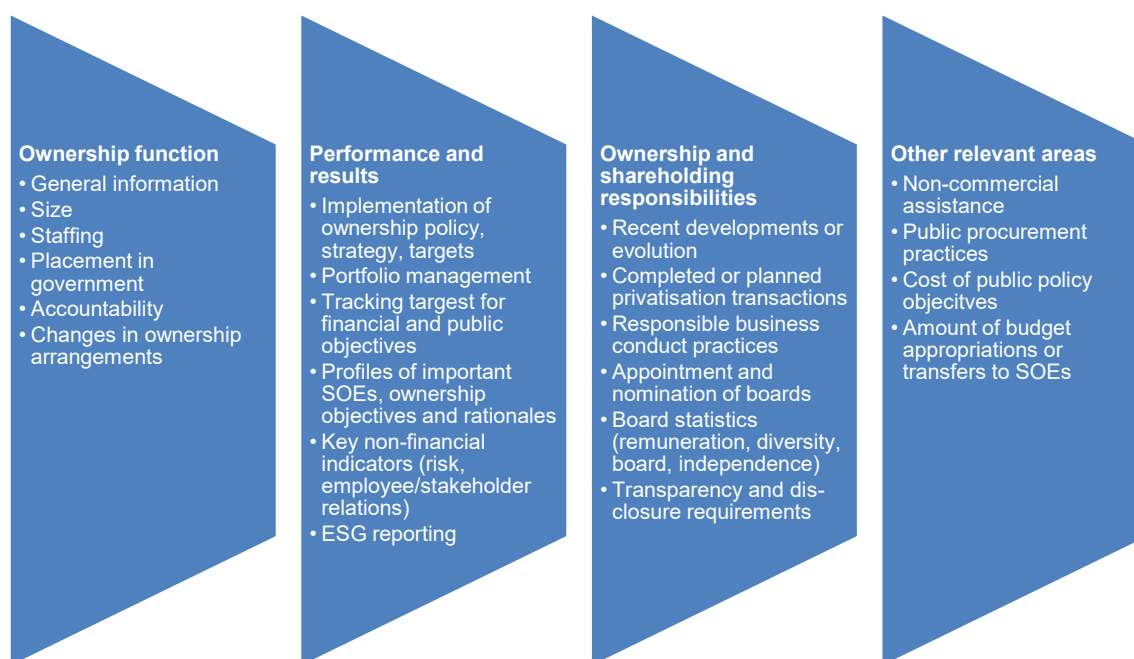 Ownership function
• General information
• Size
• Staffing
• Placement in
government
• Accountability
• Changes in ownership
arrangements
Performance and
results
• Implementation of
ownership policy,
strategy, targets
• Portfolio management
• Tracking targest for
financial and public
objectives
• Profiles of important
SOEs, ownership
objectives and rationales
• Key non-financial
indicators (risk,
employee/stakeholder
relations)
• ESG reporting
Ownership and
shareholding
responsibilities
• Recent developments or
evolution
• Completed or planned
privatisation transactions
• Responsible business
conduct practices
• Appointment and
nomination of boards
• Board statistics
(remuneration, diversity,
board, independence)
• Transparency and dis-
closure requirements
Other relevant areas
• Non-commercial
assistance
• Public procurement
practices
• Cost of public policy
objecitves
• Amount of budget
appropriations or
transfers to SOEs